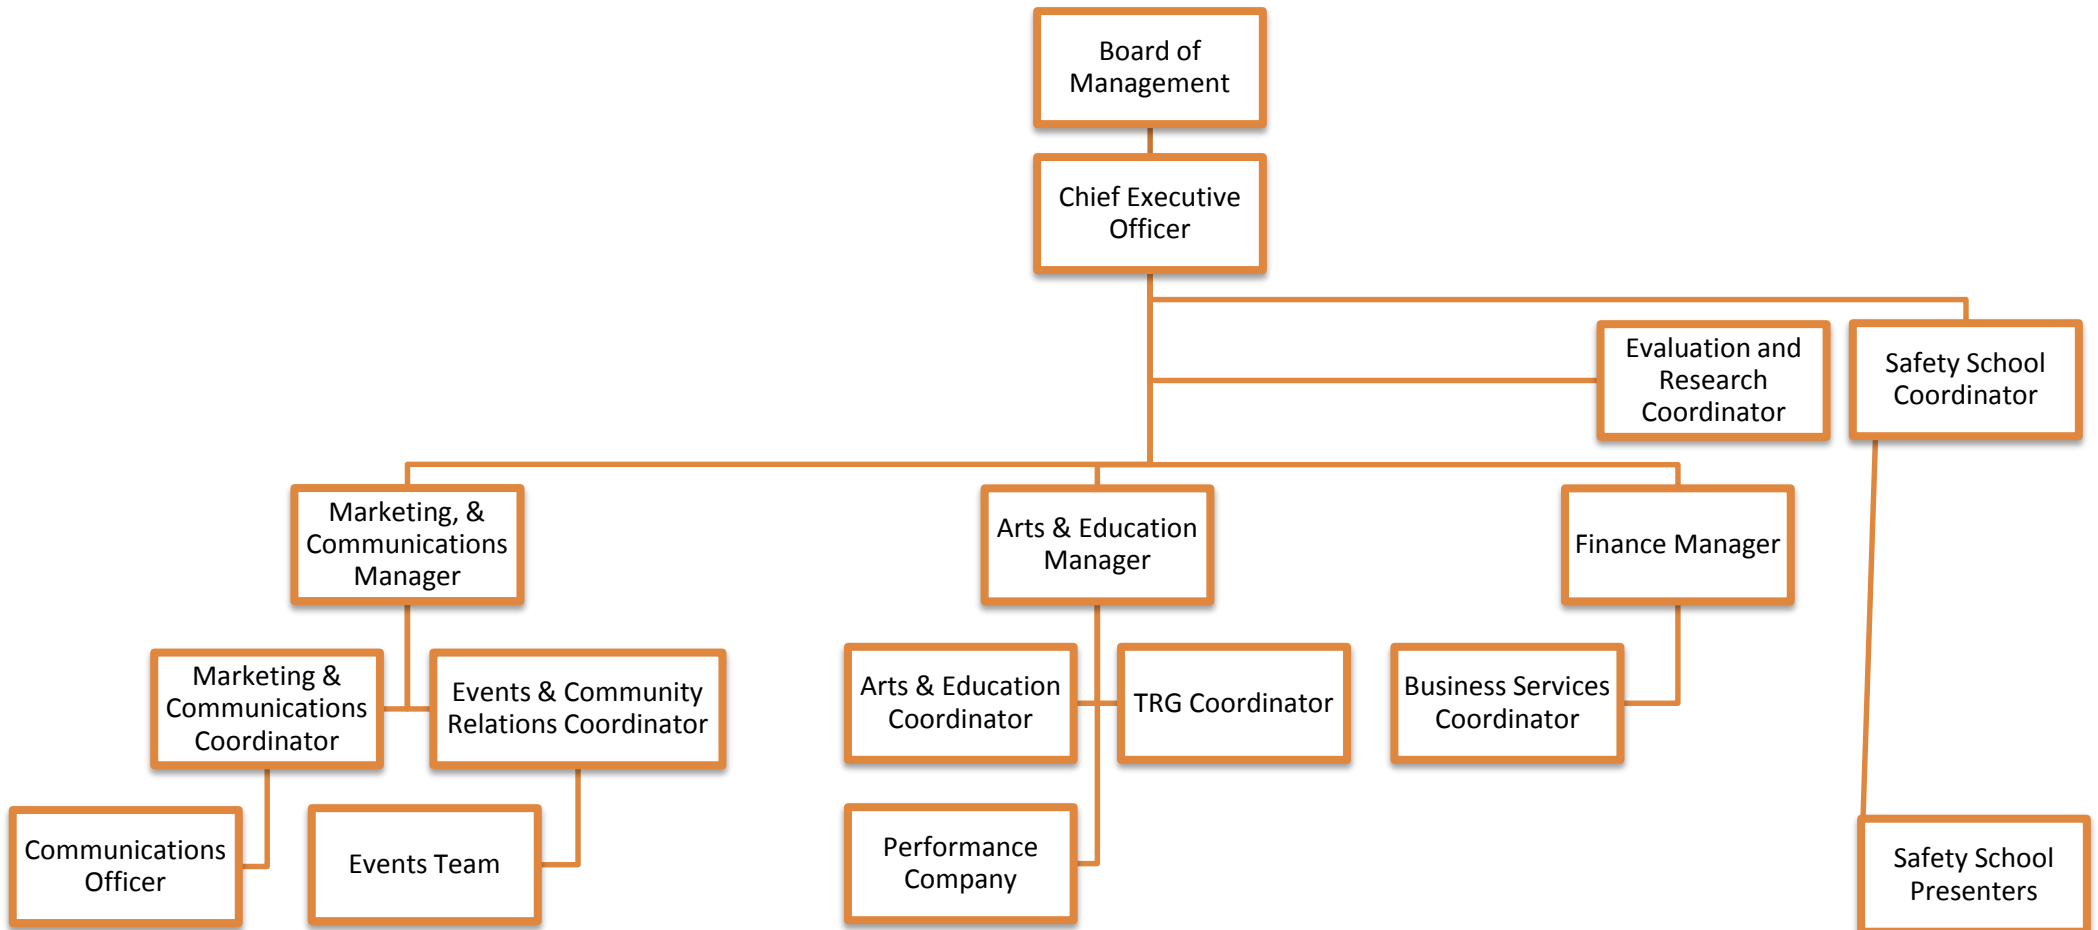 Board of
Management
Chief Executive
Officer
Evaluation and
Research
Coordinator
Safety School
Coordinator
Marketing, &
Communications
Manager
Arts & Education
Manager
Finance Manager
Marketing &
Communications
Coordinator
Events & Community
Relations Coordinator
Arts & Education
Coordinator
TRG Coordinator
Business Services
Coordinator
Communications
Officer
Events Team
Performance
Company
Safety School
Presenters